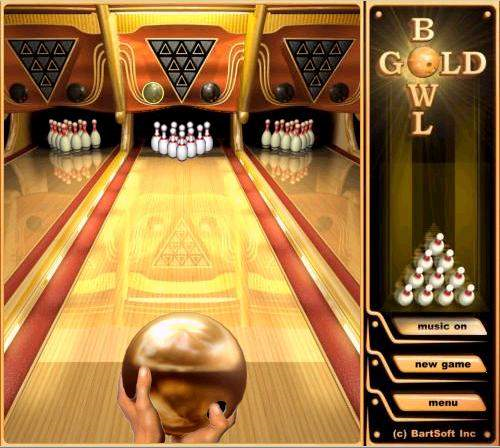 BOWL
GOLD
music on
new game
menu
(c) BartSoft Inc